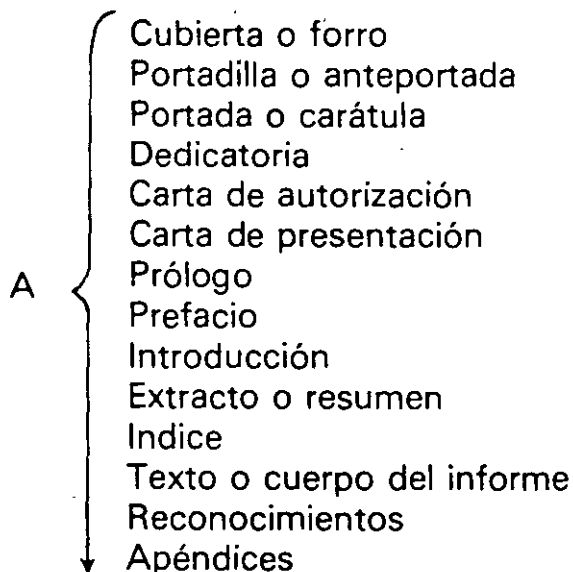 Cubierta o forro
Portadilla o anteportada
Portada o carátula
Dedicatoria
Carta de autorización
Carta de presentación
A
Prólogo
Prefacio
Introducción
Extracto o resumen
Indice
Texto o cuerpo del informe
Reconocimientos
Apéndices